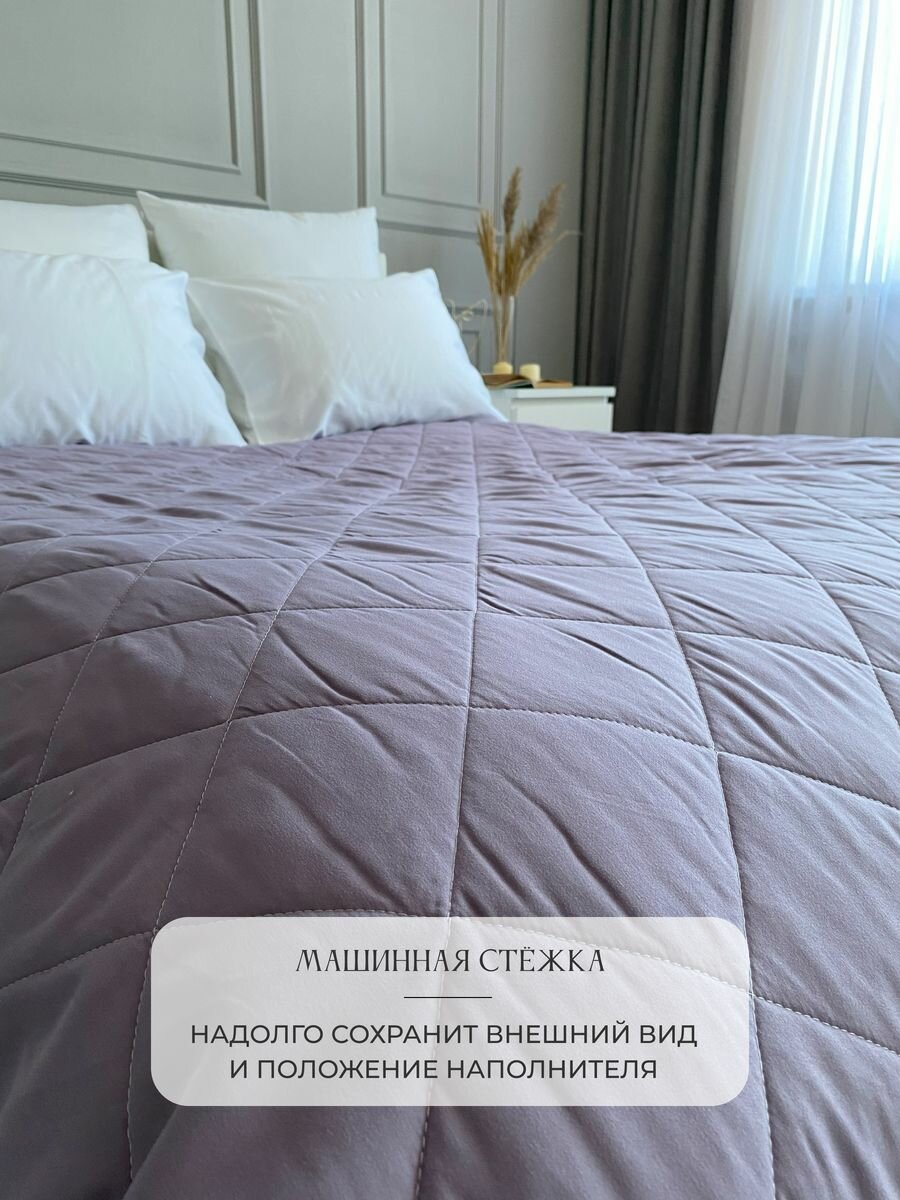 МАШИННАЯ СТЁЖКА
НАДОЛГО СОХРАНИТ ВНЕШНИЙ ВИД
И ПОЛОЖЕНИЕ НАПОЛНИТЕЛЯ